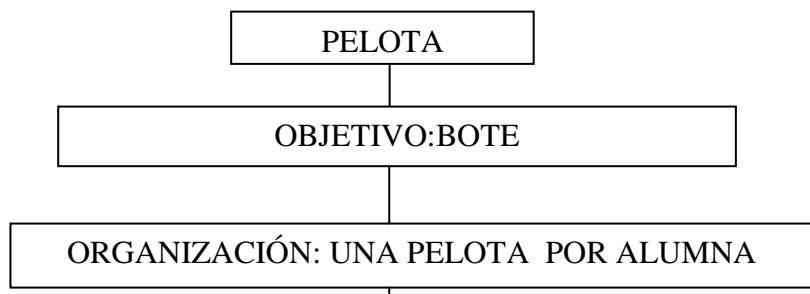 PELOTA
OBJETIVO:BOTE
ORGANIZACIÓN: UNA PELOTA POR ALUMNA